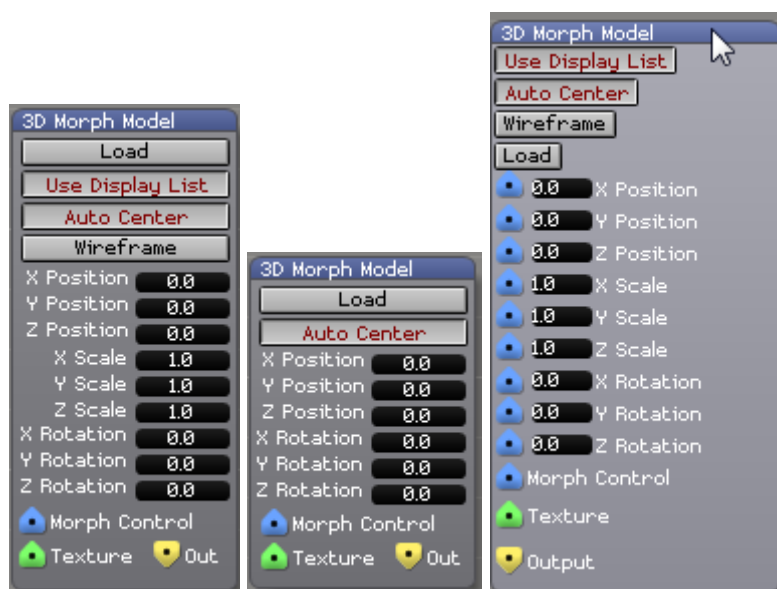 3D Morph Model
Load
Use Display List
Auto Center
Wireframe
X Position 0.0
Y Position 0.0
Z Position 0.0
X Scale 1.0
Y Scale 1.0
Z Scale 1.0
X Rotation 0.0
Y Rotation 0.0
Z Rotation 0.0
Morph Control
Texture Out
3D Morph Model
Load
Auto Center
X Position 0.0
Y Position 0.0
Z Position 0.0
X Rotation 0.0
Y Rotation 0.0
Z Rotation 0.0
Morph Control
Texture Out
3D Morph Model
Use Display List
Auto Center
Wireframe
Load
0.0 X Position
0.0 Y Position
0.0 Z Position
1.0 X Scale
1.0 Y Scale
1.0 Z Scale
0.0 X Rotation
0.0 Y Rotation
0.0 Z Rotation
Morph Control
Texture
Output